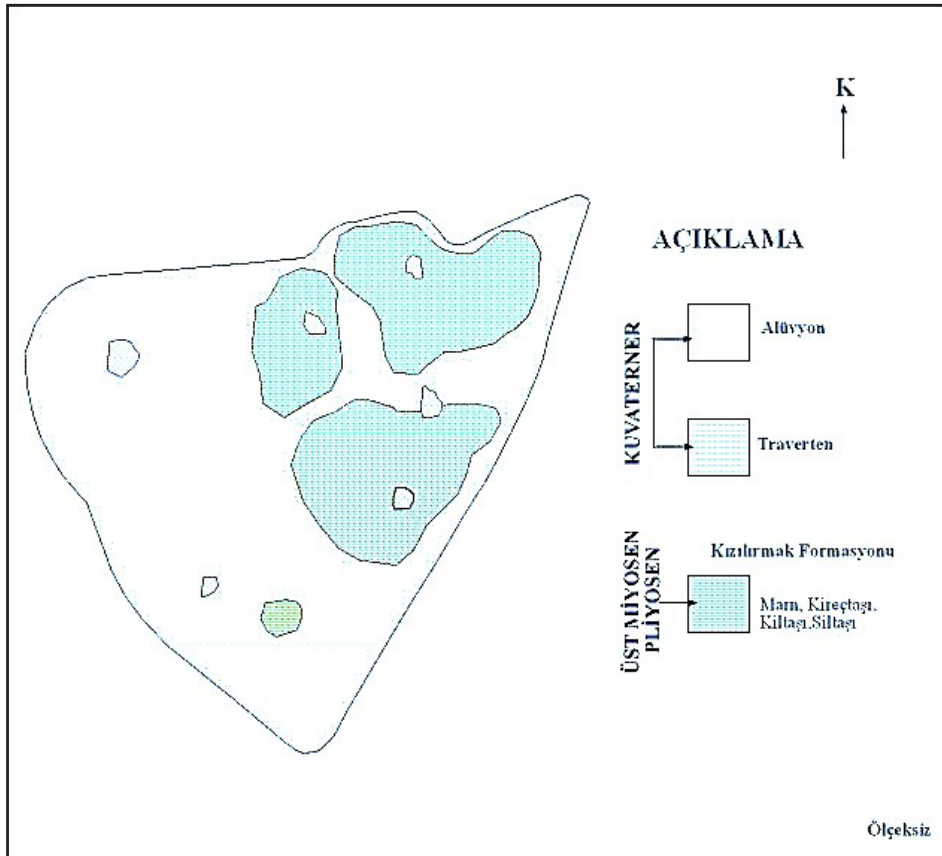 K
AÇIKLAMA
KUVATERNER
Alüvyon
Traverten
ÜST MİYOSEN
PLİYOSEN
Kızılırmak Formasyonu
Marn, Kireçtaşı,
Kiltaşı,Siltaşı
Ölçeksiz